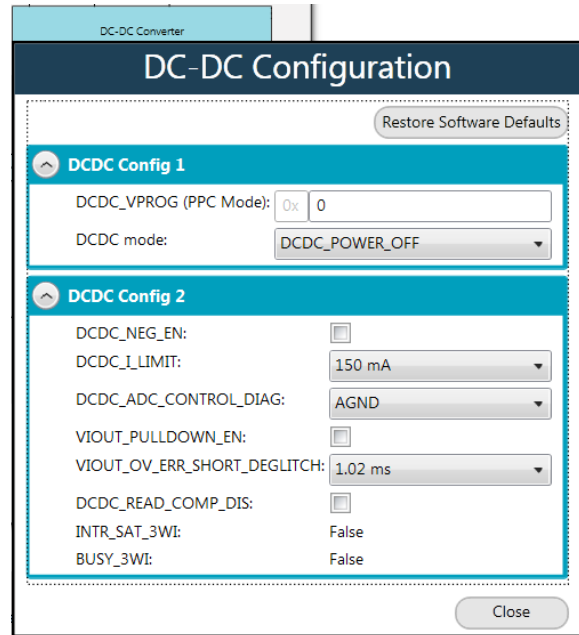 DC-DC Converter
DC-DC Configuration
Restore Software Defaults
DCDC Config 1
DCDC_VPROG (PPC Mode): 0x 0
DCDC mode: DCDC_POWER_OFF
DCDC Config 2
DCDC_NEG_EN:
DCDC_I_LIMIT: 150 mA
DCDC_ADC_CONTROL_DIAG: AGND
VIOUT_PULLDOWN_EN:
VIOUT_OV_ERR_SHORT_DEGLITCH: 1.02 ms
DCDC_READ_COMP_DIS:
INTR_SAT_3WI: False
BUSY_3WI: False
Close